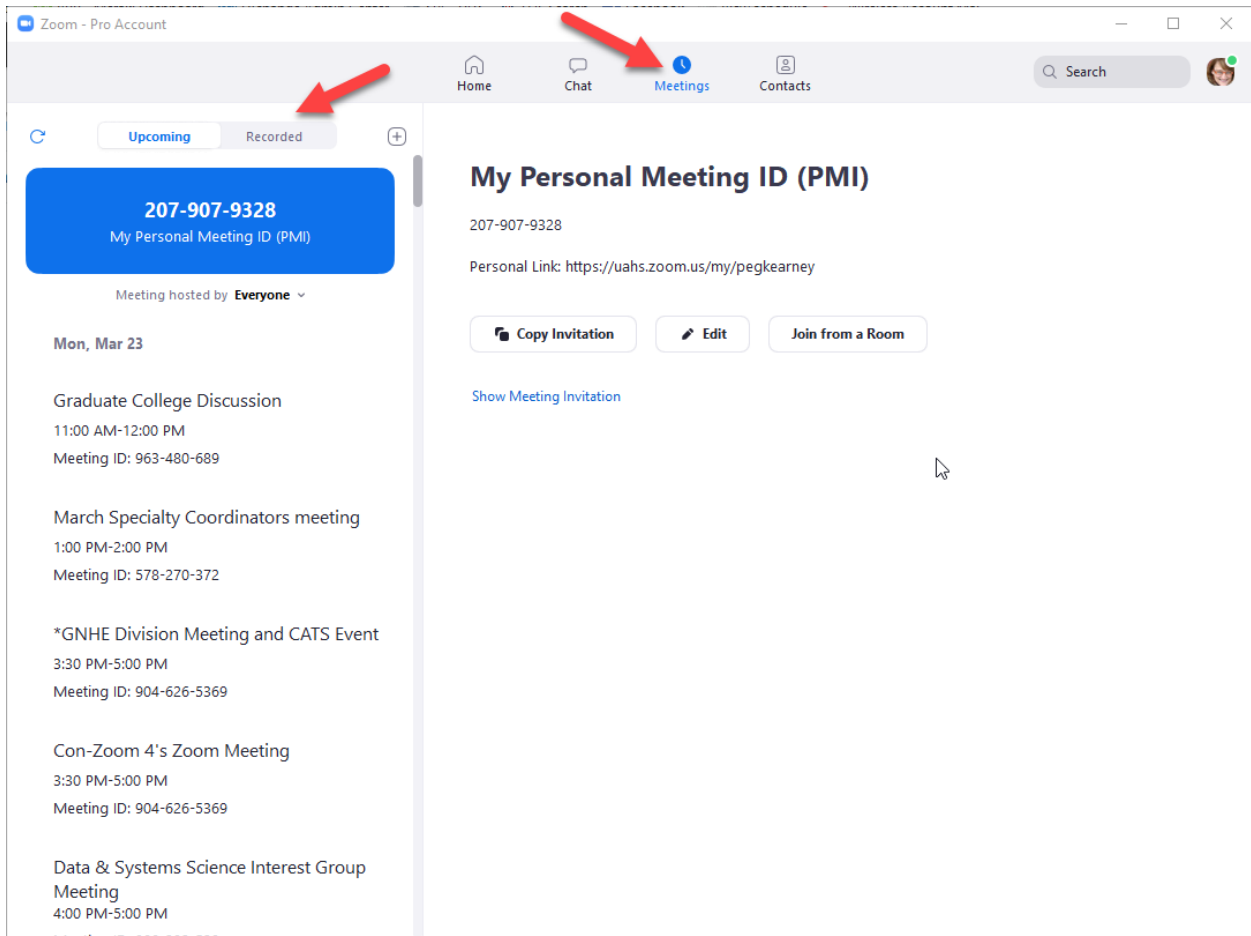 Zoom - Pro Account
Home
Chat
Meetings
Contacts
Search
Upcoming
Recorded
207-907-9328
My Personal Meeting ID (PMI)
Meeting hosted by Everyone
Mon, Mar 23
Graduate College Discussion
11:00 AM-12:00 PM
Meeting ID: 963-480-689
March Specialty Coordinators meeting
1:00 PM-2:00 PM
Meeting ID: 578-270-372
*GNHE Division Meeting and CATS Event
3:30 PM-5:00 PM
Meeting ID: 904-626-5369
Con-Zoom 4's Zoom Meeting
3:30 PM-5:00 PM
Meeting ID: 904-626-5369
Data & Systems Science Interest Group
Meeting
4:00 PM-5:00 PM
My Personal Meeting ID (PMI)
207-907-9328
Personal Link: https://uahs.zoom.us/my/pegkearney
Copy Invitation
Edit
Join from a Room
Show Meeting Invitation